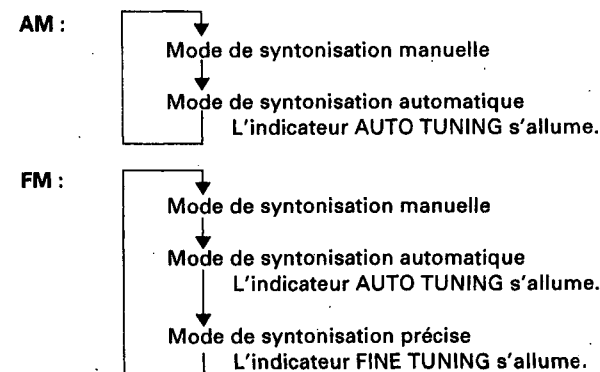 AM :
Mode de syntonisation manuelle
Mode de syntonisation automatique
L'indicateur AUTO TUNING s'allume.
FM :
Mode de syntonisation manuelle
Mode de syntonisation automatique
L'indicateur AUTO TUNING s'allume.
Mode de syntonisation précise
L'indicateur FINE TUNING s'allume.